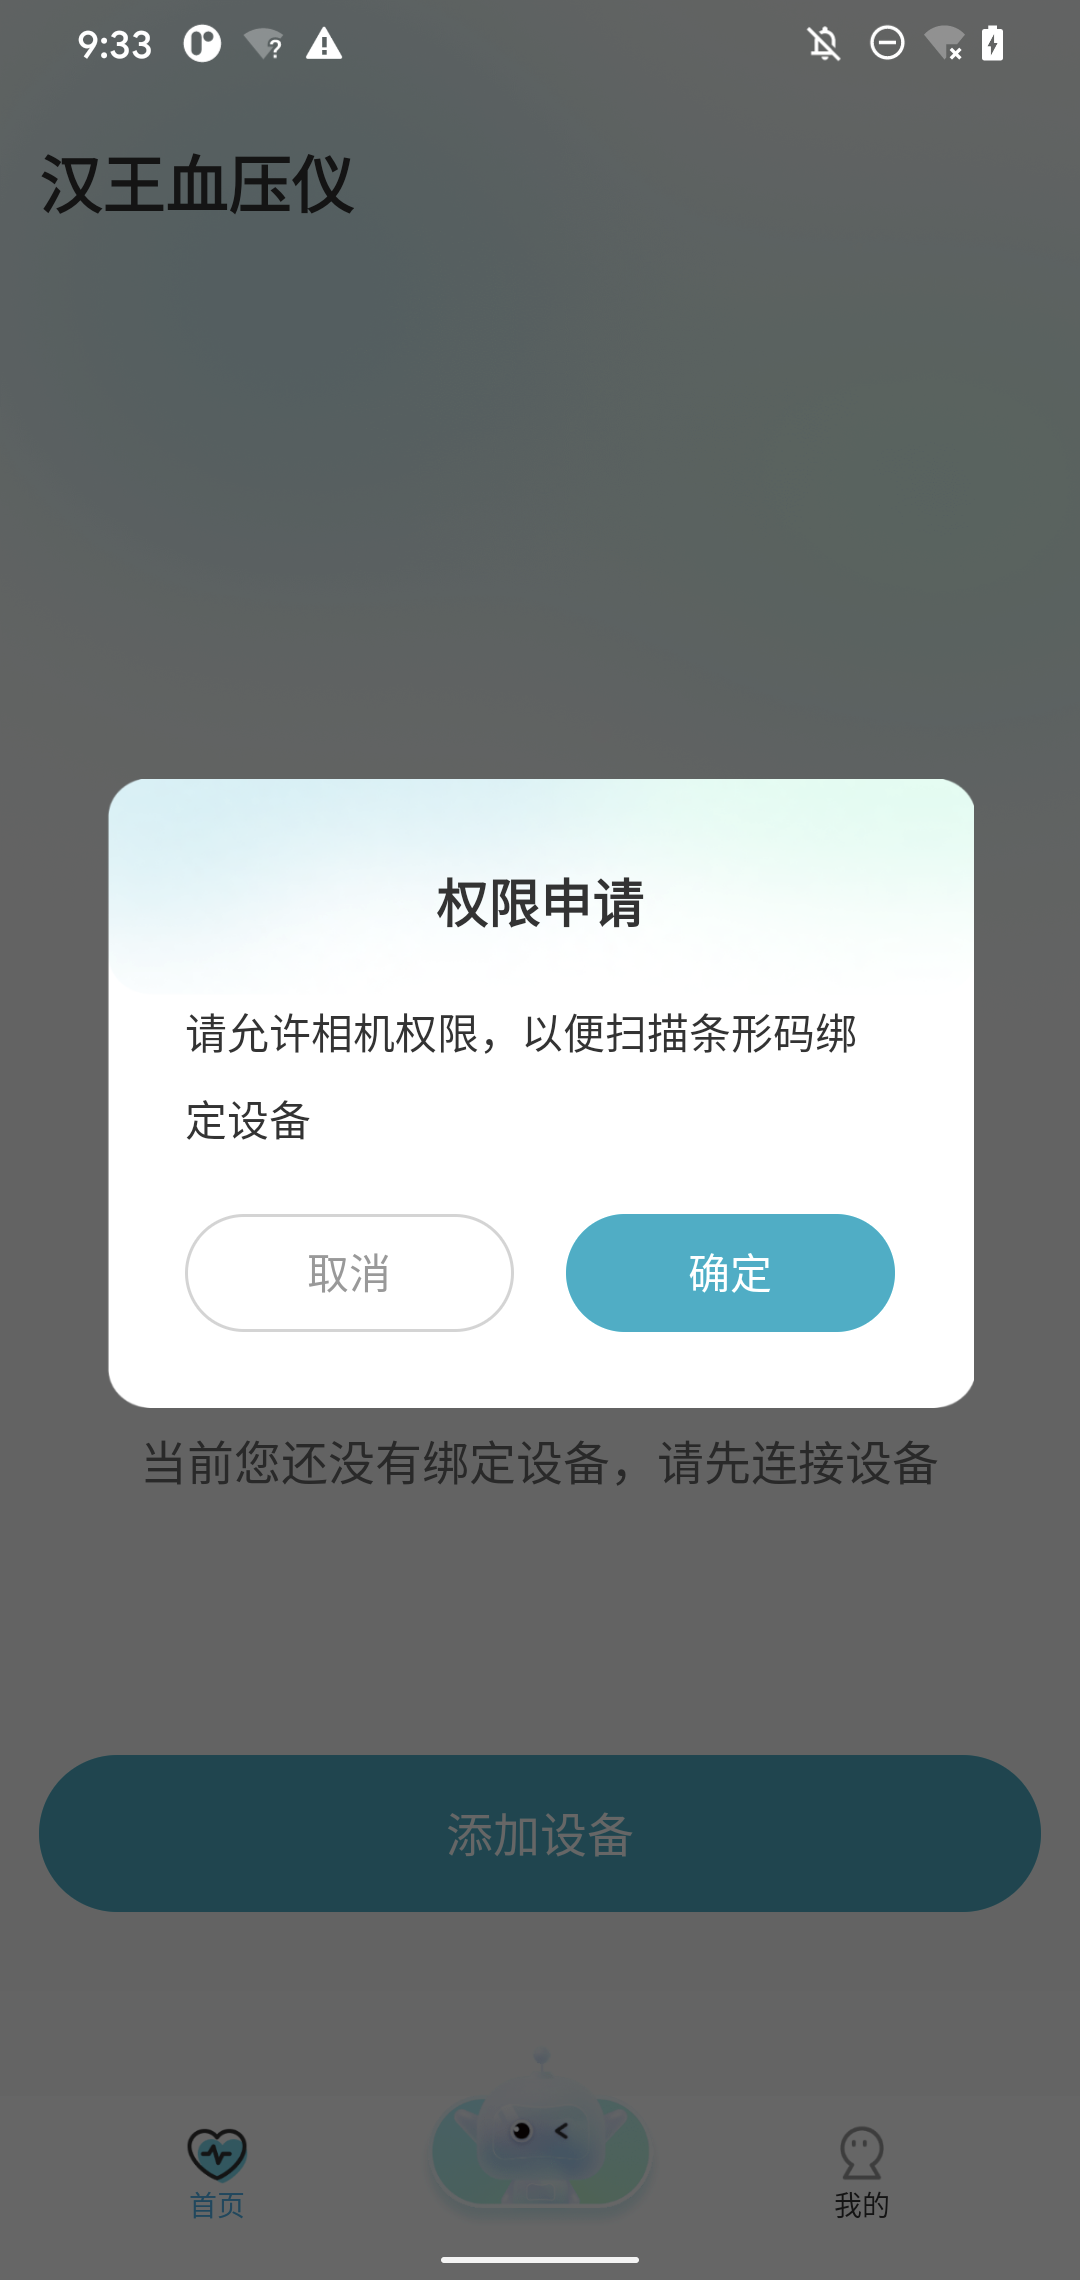 9:33
汉王血压仪
权限申请
请允许相机权限，以便扫描条形码绑
定设备
取消
确定
当前您还没有绑定设备，请先连接设备
添加设备
首页
我的